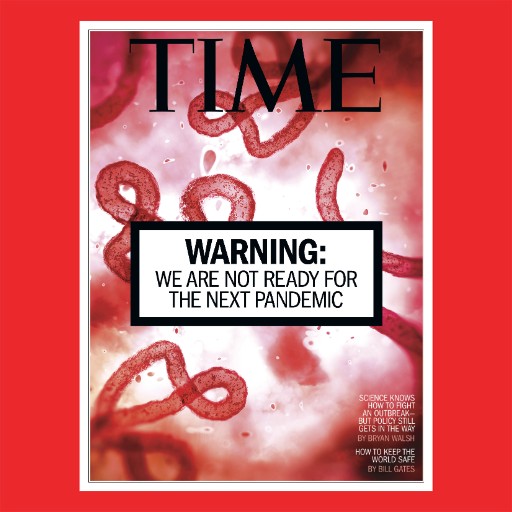 TIME
WARNING:
WE ARE NOT READY FOR
THE NEXT PANDEMIC
SCIENCE KNOWS
HOW TO FIGHT
AN OUTBREAK—
BUT POLICY STILL
GETS IN THE WAY
BY BRYAN WALSH
HOW TO KEEP THE
WORLD SAFE
BY BILL GATES